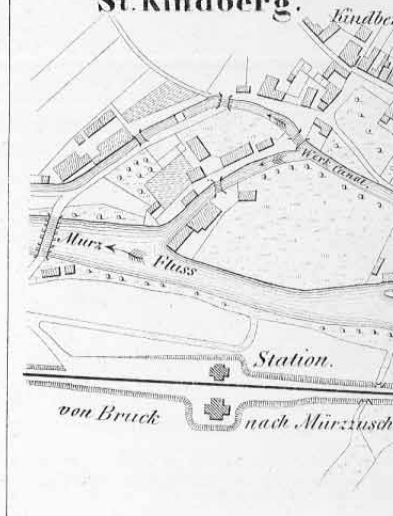 St. Kindberg.
Kindbe
Werk Canal.
Murz Fluss
Station.
von Bruck nach Mürzzusch